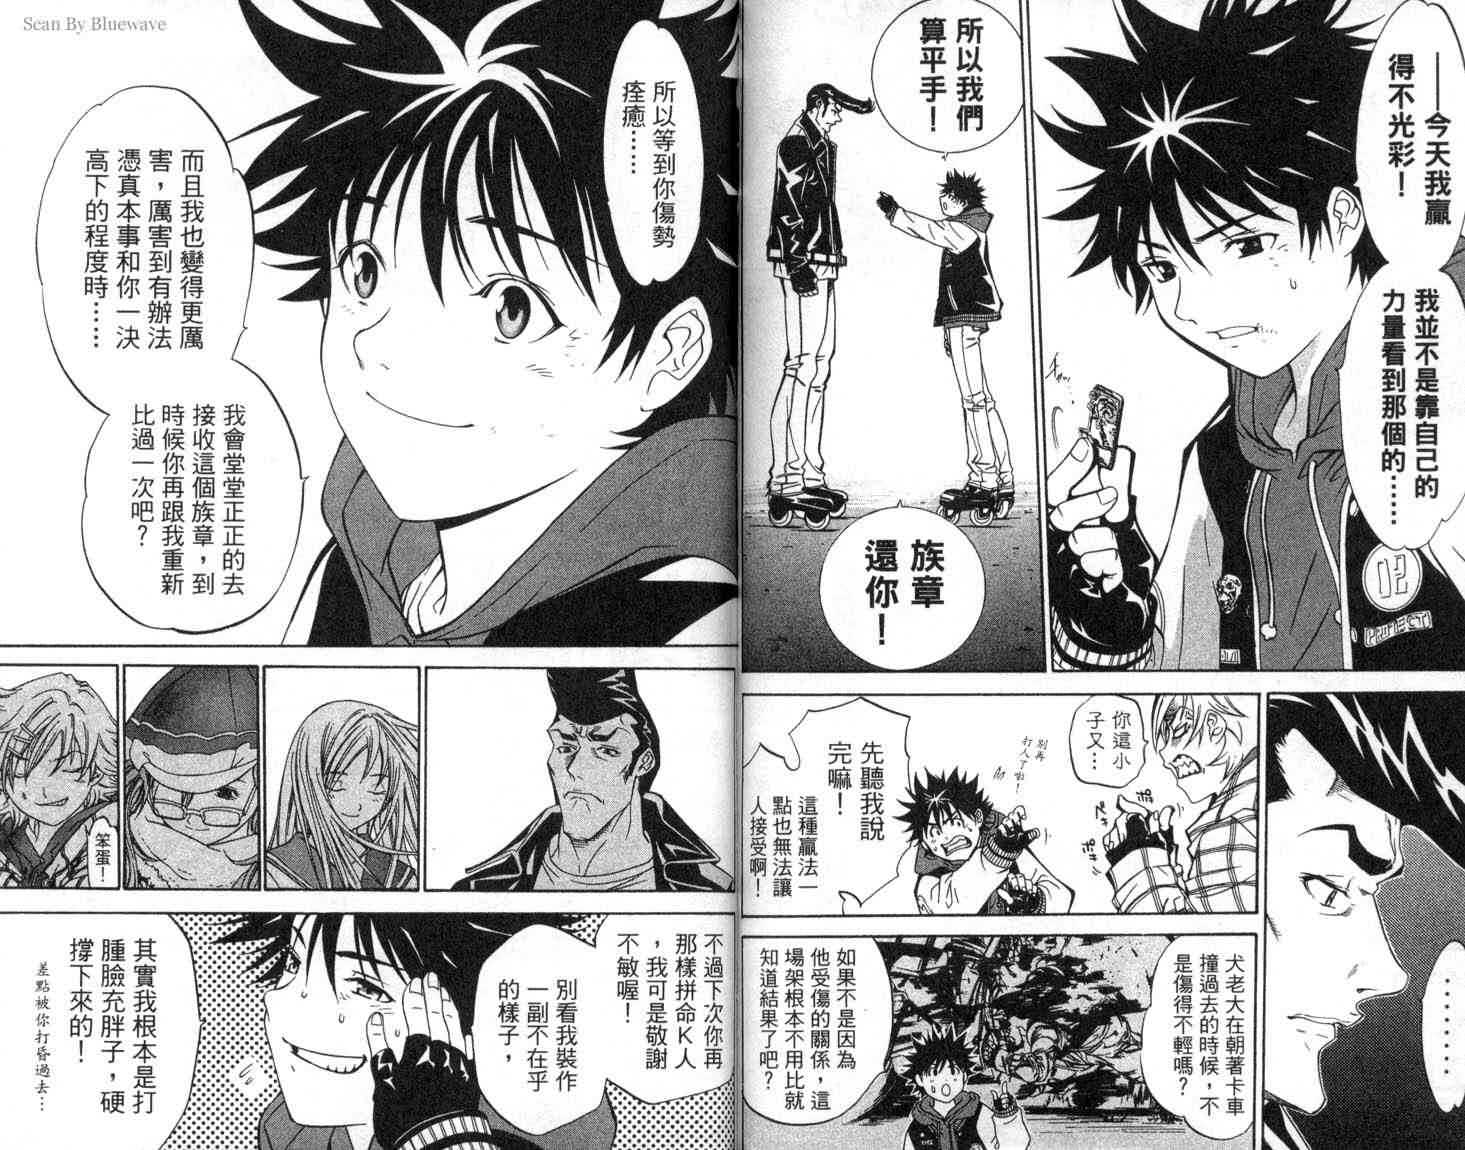 Scan By Bluewave
——今天我贏
得不光彩！
我並不是靠自己的
力量看到那個的……
所以我們
算平手！
族章
還你！
02
PROJECT
你這小
子又…
別再
打人了啦！
先聽我說
完嘛！
這種贏法一
點也無法讓
人接受啊！
………
犬老大在朝著卡車
撞過去的時候，不
是傷得不輕嗎？
如果不是因為
他受傷的關係，這
場架根本不用比就
知道結果了吧？
所以等到你傷勢
痊癒……
而且我也變得更厲
害，厲害到有辦法
憑真本事和你一決
高下的程度時……
我會堂堂正正的去
接收這個族章，到
時候你再跟我重新
比過一次吧？
笨蛋！
不過下次你再
那樣拼命K人
，我可是敬謝
不敏喔！
別看我裝作
一副不在乎
的樣子，
其實我根本是打
腫臉充胖子，硬
撐下來的！
差點被你打昏過去…